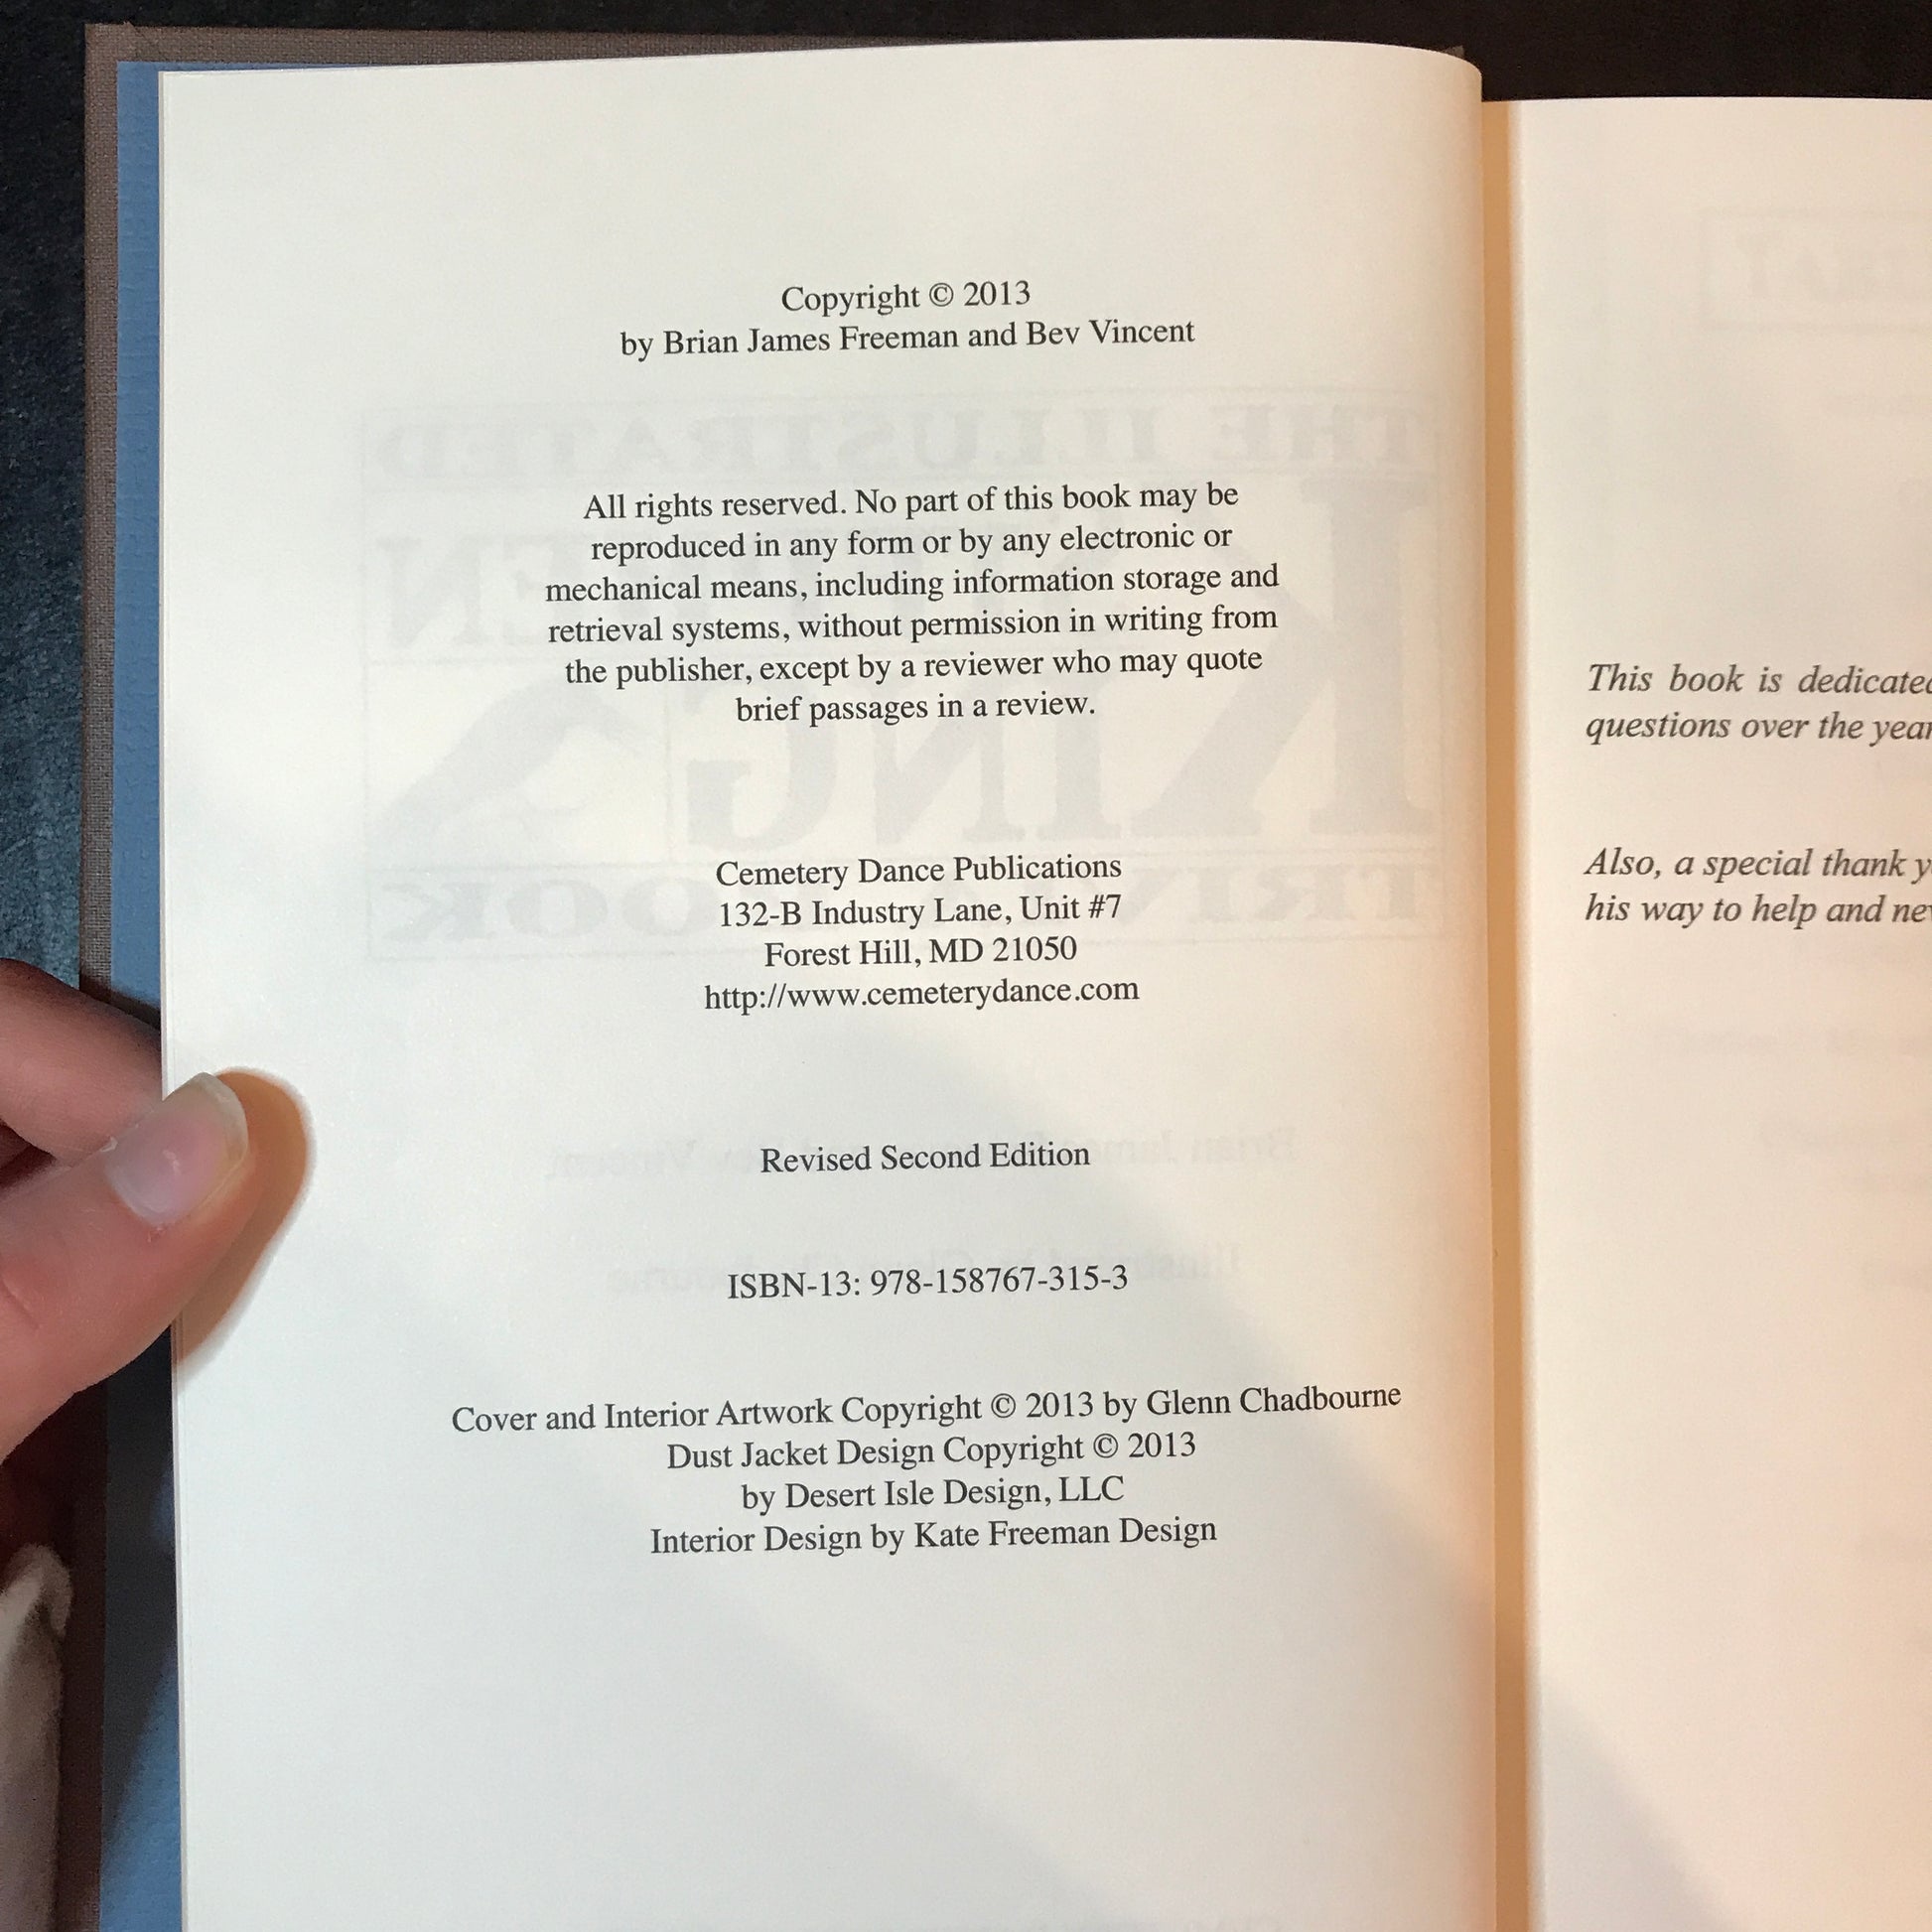 Copyright © 2013
by Brian James Freeman and Bev Vincent
All rights reserved. No part of this book may be
reproduced in any form or by any electronic or
mechanical means, including information storage and
retrieval systems, without permission in writing from
the publisher, except by a reviewer who may quote
brief passages in a review.
Cemetery Dance Publications
132-B Industry Lane, Unit #7
Forest Hill, MD 21050
http://www.cemeterydance.com
Revised Second Edition
ISBN-13: 978-158767-315-3
Cover and Interior Artwork Copyright © 2013 by Glenn Chadbourne
Dust Jacket Design Copyright © 2013
by Desert Isle Design, LLC
Interior Design by Kate Freeman Design
This book is dedicated
questions over the year
Also, a special thank
his way to help and